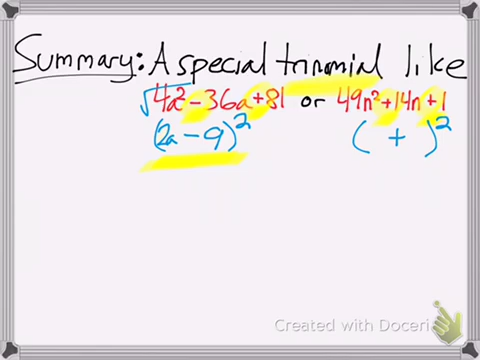 Summary: A special trinomial like
√4a² - 36a + 81 or 49n² + 14n + 1
(2a - 9)² ( + )²
Created with Doceri